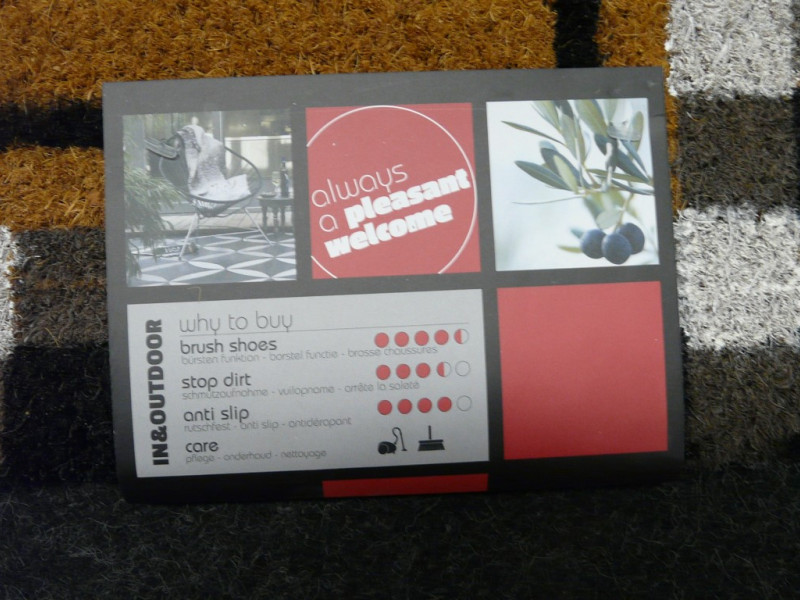 always
a pleasant
welcome
IN&OUTDOOR
why to buy
brush shoes
bürsten funktion - borstel functie - brosse chaussures
stop dirt
schmutzaufnahme - vuilopname - arrête la saleté
anti slip
rutschfest - anti slip - antidérapant
care
pflege - onderhoud - nettoyage